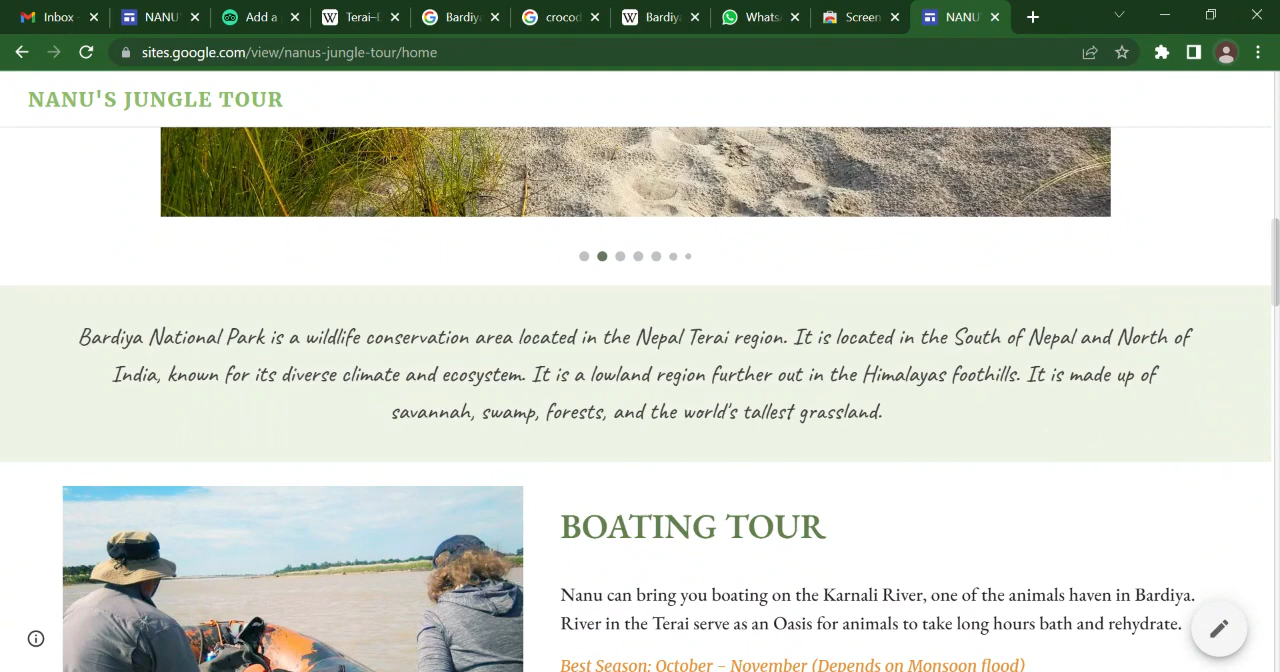 Inbox
NANU
Add a
Terai-
Bardiy
crocod
Bardiy
Whats
Screen
NANU
sites.google.com/view/nanus-jungle-tour/home
NANU'S JUNGLE TOUR
Bardiya National Park is a wildlife conservation area located in the Nepal Terai region. It is located in the South of Nepal and North of
India, known for its diverse climate and ecosystem. It is a lowland region further out in the Himalayas foothills. It is made up of
savannah, swamp, forests, and the world's tallest grassland.
BOATING TOUR
Nanu can bring you boating on the Karnali River, one of the animals haven in Bardiya.
River in the Terai serve as an Oasis for animals to take long hours bath and rehydrate.
Best Season: October - November (Depends on Monsoon flood)